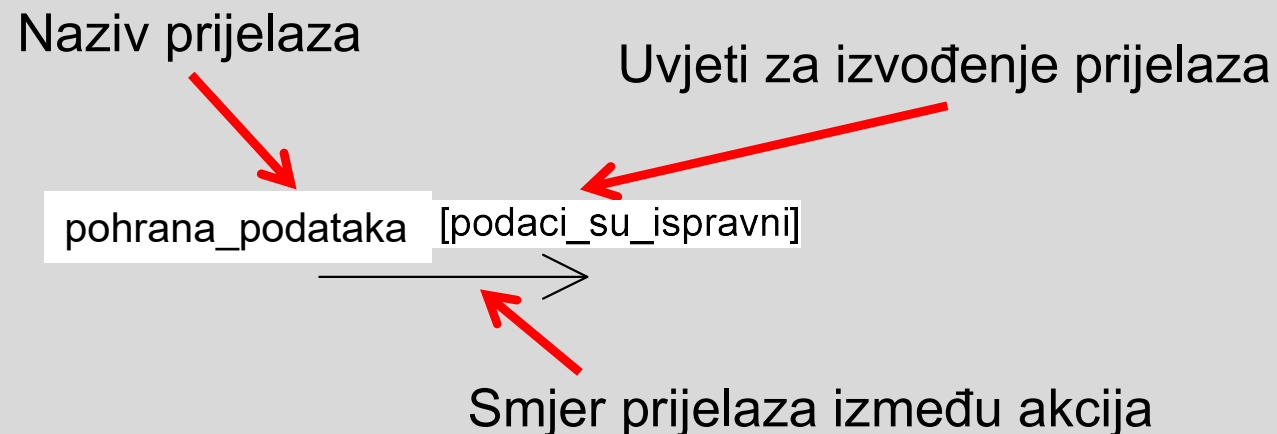 Naziv prijelaza
Uvjeti za izvođenje prijelaza
pohrana_podataka [podaci_su_ispravni]
Smjer prijelaza između akcija